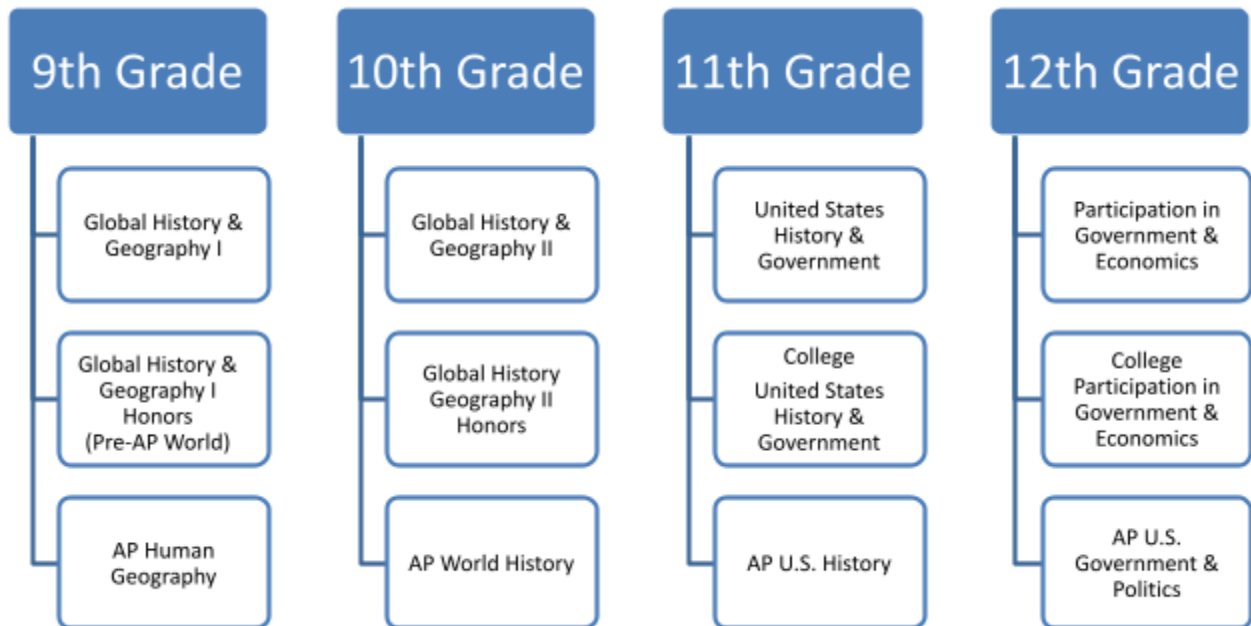 9th Grade
Global History &
Geography I
Global History &
Geography I
Honors
(Pre-AP World)
AP Human
Geography
10th Grade
Global History &
Geography II
Global History
Geography II
Honors
AP World History
11th Grade
United States
History &
Government
College
United States
History &
Government
AP U.S. History
12th Grade
Participation in
Government &
Economics
College
Participation in
Government &
Economics
AP U.S.
Government &
Politics